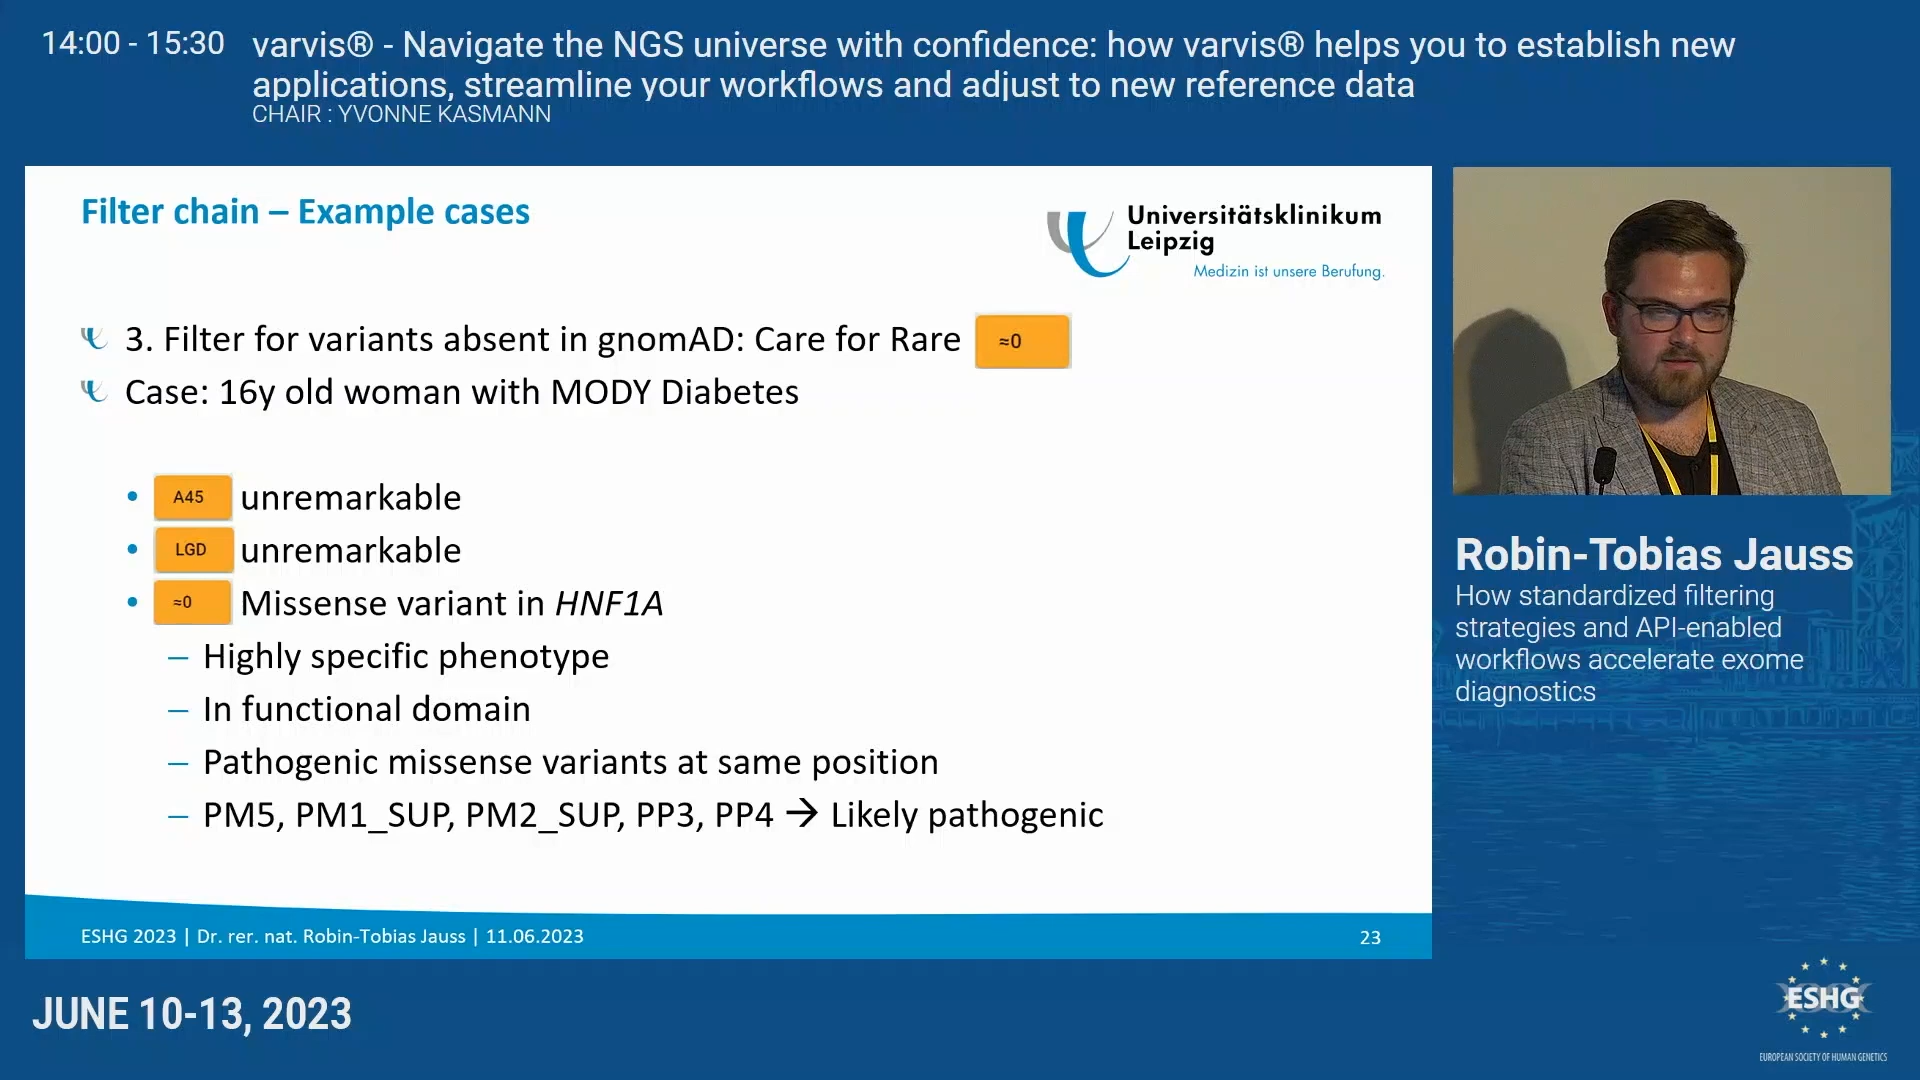 14:00 - 15:30
varvis® - Navigate the NGS universe with confidence: how varvis® helps you to establish new
applications, streamline your workflows and adjust to new reference data
CHAIR : YVONNE KASMANN
Filter chain – Example cases
Universitätsklinikum
Leipzig
Medizin ist unsere Berufung.
3. Filter for variants absent in gnomAD: Care for Rare ≈0
Case: 16y old woman with MODY Diabetes
• A45 unremarkable
• LGD unremarkable
• ≈0 Missense variant in HNF1A
– Highly specific phenotype
– In functional domain
– Pathogenic missense variants at same position
– PM5, PM1_SUP, PM2_SUP, PP3, PP4 → Likely pathogenic
ESHG 2023 | Dr. rer. nat. Robin-Tobias Jauss | 11.06.2023
23
Robin-Tobias Jauss
How standardized filtering
strategies and API-enabled
workflows accelerate exome
diagnostics
JUNE 10-13, 2023
ESHG
EUROPEAN SOCIETY OF HUMAN GENETICS